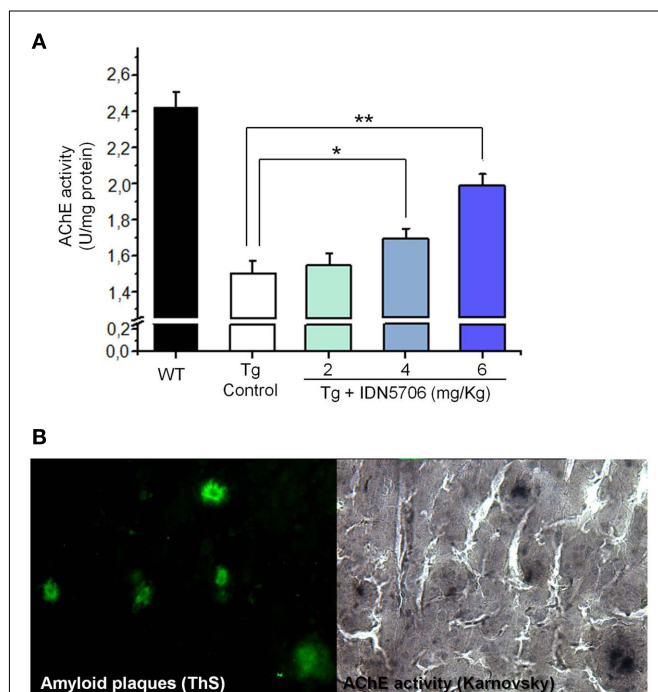 A
AChE activity
(U/mg protein)
2,6
2,4
2,2
2,0
1,8
1,6
1,4
0,2
0,0
**
*
WT
Tg
Control
2 4 6
Tg + IDN5706 (mg/Kg)
B
Amyloid plaques (ThS)
AChE activity (Karnovsky)